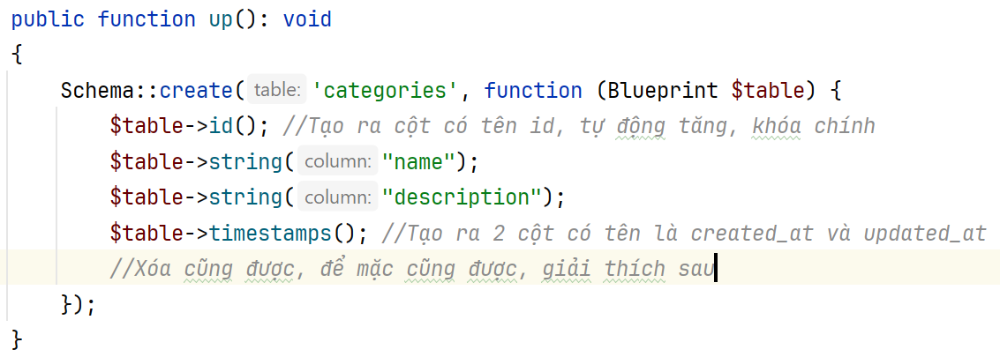 public function up(): void
{
Schema::create( table: 'categories', function (Blueprint $table) {
$table->id(); //Tạo ra cột có tên id, tự động tăng, khóa chính
$table->string( column: "name");
$table->string( column: "description");
$table->timestamps(); //Tạo ra 2 cột có tên là created_at và updated_at
//Xóa cũng được, để mặc cũng được, giải thích sau
});
}